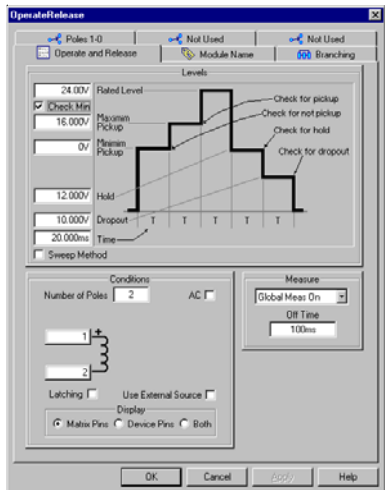 OperateRelease
Poles 1-0
Not Used
Not Used
Operate and Release
Module Name
Branching
Levels
24.00V
Rated Level
Check Min
16.000V
Maximim
Pickup
0V
Minimim
Pickup
12.000V
Hold
10.000V
Dropout
20.000ms
Time
T T T T T
Check for pickup
Check for not pickup
Check for hold
Check for dropout
Sweep Method
Conditions
Number of Poles 2 AC
1
+
2
Latching
Use External Source
Display
Matrix Pins Device Pins Both
Measure
Global Meas On
Off Time
100ms
OK Cancel Apply Help